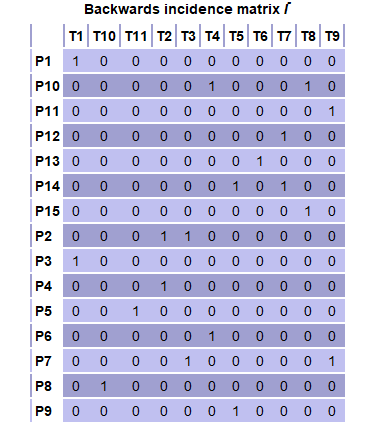 Backwards incidence matrix I⁻
T1 T10 T11 T2 T3 T4 T5 T6 T7 T8 T9
P1 1 0 0 0 0 0 0 0 0 0 0
P10 0 0 0 0 0 1 0 0 0 1 0
P11 0 0 0 0 0 0 0 0 0 0 1
P12 0 0 0 0 0 0 0 0 1 0 0
P13 0 0 0 0 0 0 0 1 0 0 0
P14 0 0 0 0 0 0 1 0 1 0 0
P15 0 0 0 0 0 0 0 0 0 1 0
P2 0 0 0 1 1 0 0 0 0 0 0
P3 1 0 0 0 0 0 0 0 0 0 0
P4 0 0 0 1 0 0 0 0 0 0 0
P5 0 0 1 0 0 0 0 0 0 0 0
P6 0 0 0 0 0 1 0 0 0 0 0
P7 0 0 0 0 1 0 0 0 0 0 1
P8 0 1 0 0 0 0 0 0 0 0 0
P9 0 0 0 0 0 0 1 0 0 0 0